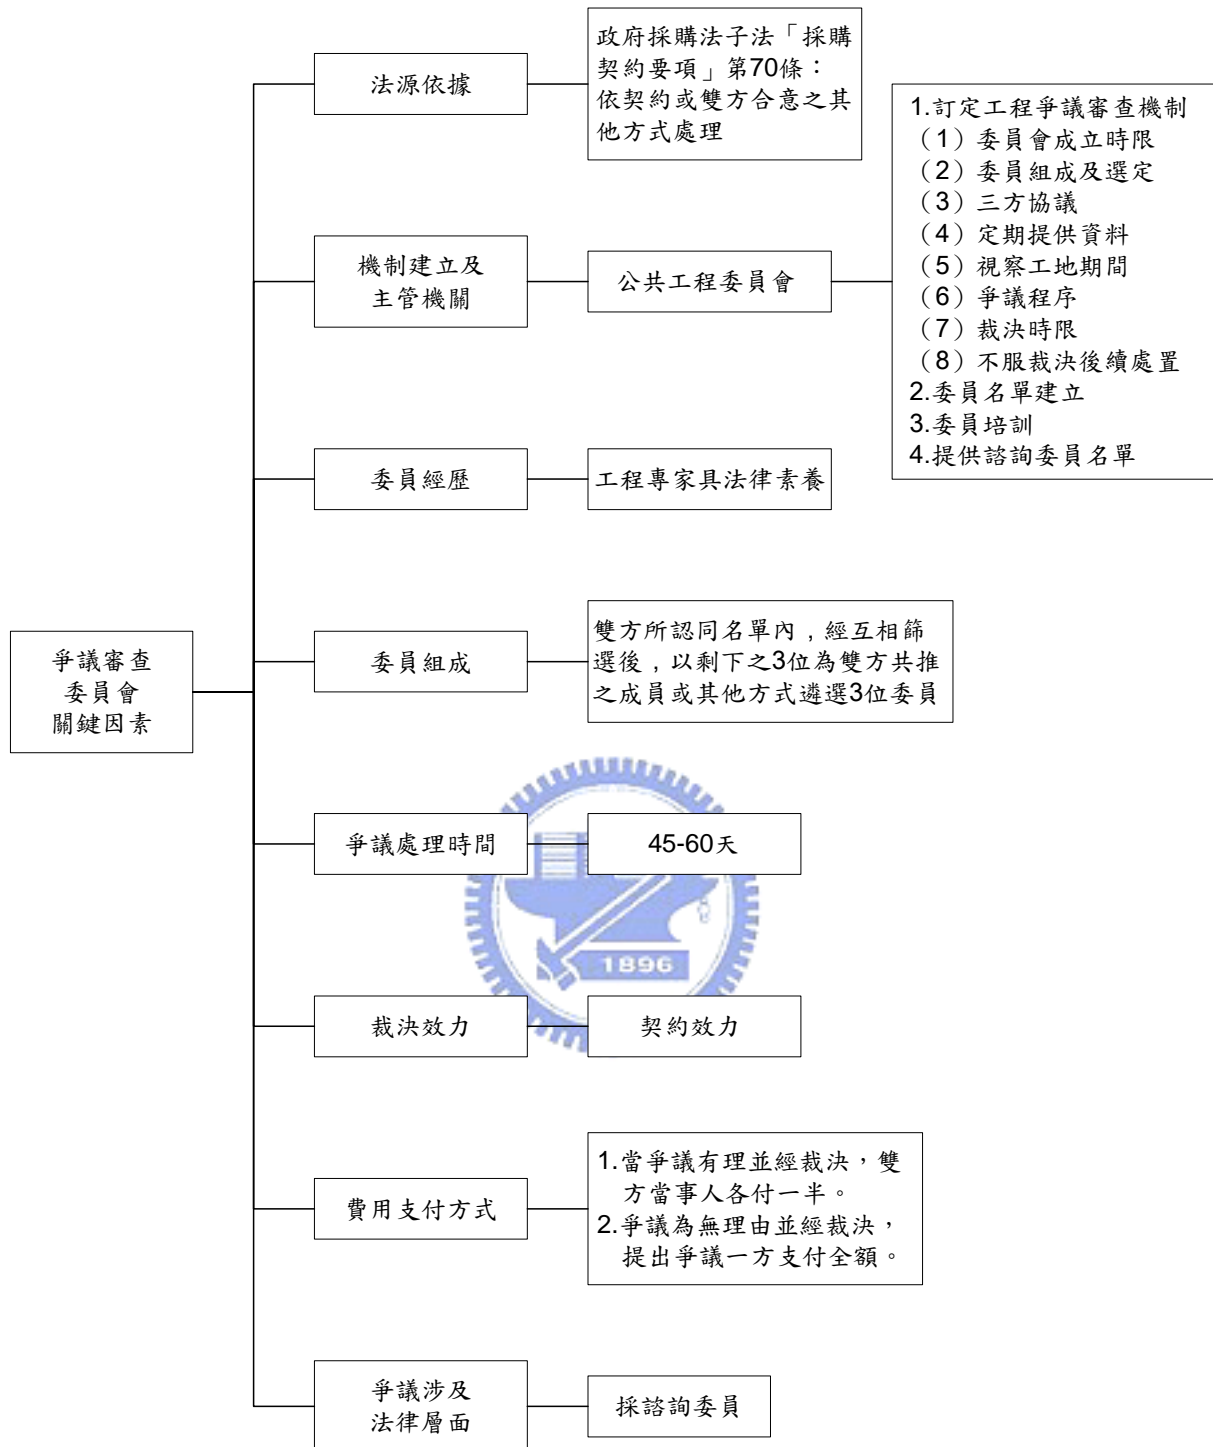 爭議審查
委員會
關鍵因素
法源依據
政府採購法子法「採購
契約要項」第70條：
依契約或雙方合意之其
他方式處理
機制建立及
主管機關
公共工程委員會
1.訂定工程爭議審查機制
（1）委員會成立時限
（2）委員組成及選定
（3）三方協議
（4）定期提供資料
（5）視察工地期間
（6）爭議程序
（7）裁決時限
（8）不服裁決後續處置
2.委員名單建立
3.委員培訓
4.提供諮詢委員名單
委員經歷
工程專家具法律素養
委員組成
雙方所認同名單內，經互相篩
選後，以剩下之3位為雙方共推
之成員或其他方式遴選3位委員
爭議處理時間
45-60天
1896
裁決效力
契約效力
費用支付方式
1.當爭議有理並經裁決，雙
方當事人各付一半。
2.爭議為無理由並經裁決，
提出爭議一方支付全額。
爭議涉及
法律層面
採諮詢委員